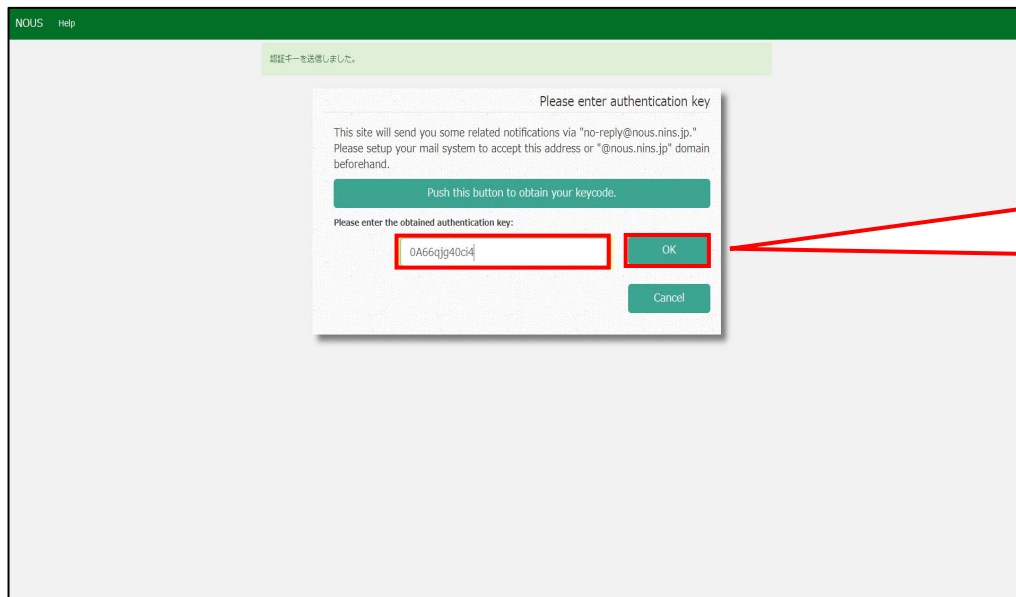 NOUS Help
認証キーを送信しました。
Please enter authentication key
This site will send you some related notifications via "no-reply@nous.nins.jp."
Please setup your mail system to accept this address or "@nous.nins.jp" domain
beforehand.
Push this button to obtain your keycode.
Please enter the obtained authentication key:
0A66qjg40ci4
OK
Cancel